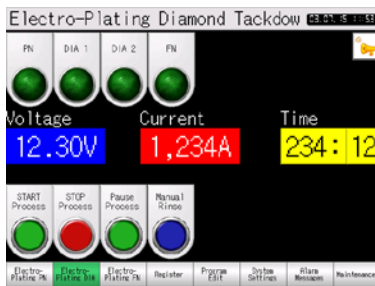 Electro-Plating Diamond Tackdow
PN DIA 1 DIA 2 FN
Voltage Current Time
12.30V 1,234A 234: 12
START Process STOP Process Pause Process Manual Rinse
Electro-Plating PN Electro-Plating DIA Electro-Plating FN Register Program Edit System Settings Alarm Messages Maintenance